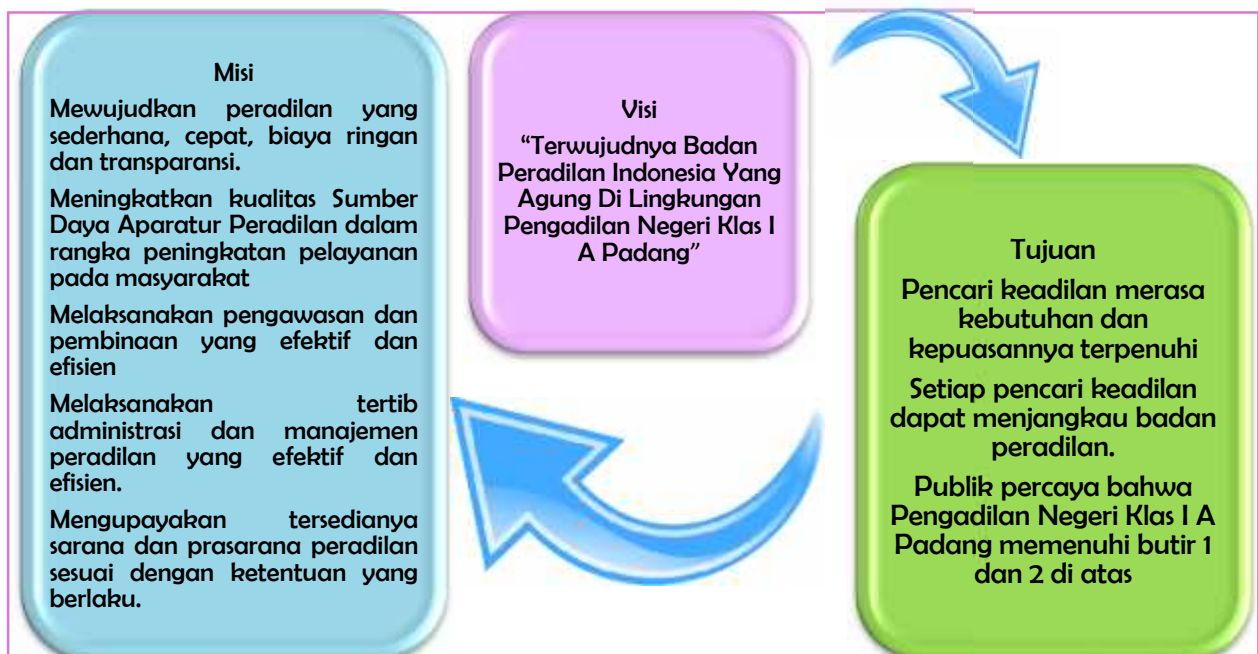 Misi
Mewujudkan peradilan yang
sederhana, cepat, biaya ringan
dan transparansi.
Meningkatkan kualitas Sumber
Daya Aparatur Peradilan dalam
rangka peningkatan pelayanan
pada masyarakat
Melaksanakan pengawasan dan
pembinaan yang efektif dan
efisien
Melaksanakan tertib
administrasi dan manajemen
peradilan yang efektif dan
efisien.
Mengupayakan tersedianya
sarana dan prasarana peradilan
sesuai dengan ketentuan yang
berlaku.
Visi
“Terwujudnya Badan
Peradilan Indonesia Yang
Agung Di Lingkungan
Pengadilan Negeri Klas I
A Padang”
Tujuan
Pencari keadilan merasa
kebutuhan dan
kepuasannya terpenuhi
Setiap pencari keadilan
dapat menjangkau badan
peradilan.
Publik percaya bahwa
Pengadilan Negeri Klas I A
Padang memenuhi butir 1
dan 2 di atas